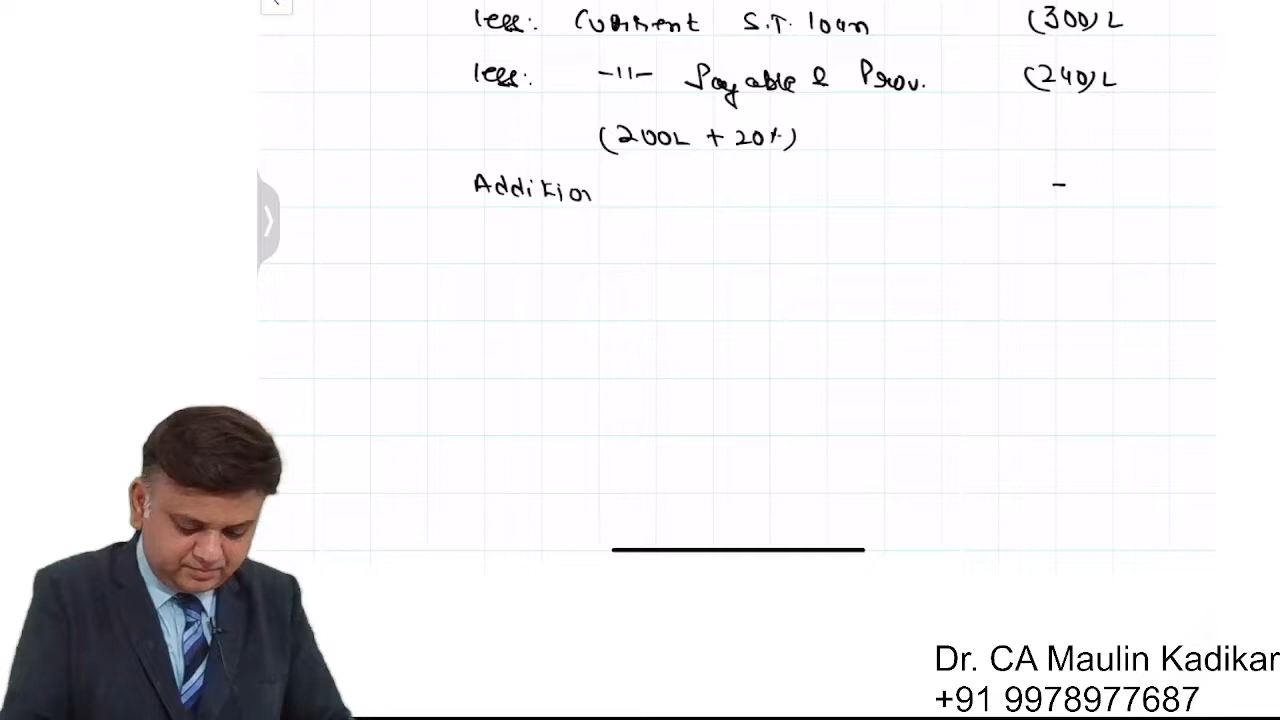 less: Current S.T. loan (300)L
less: -11- Payable & Prov. (240)L
(200L + 20%)
Addition -
Dr. CA Maulin Kadikar
+91 9978977687